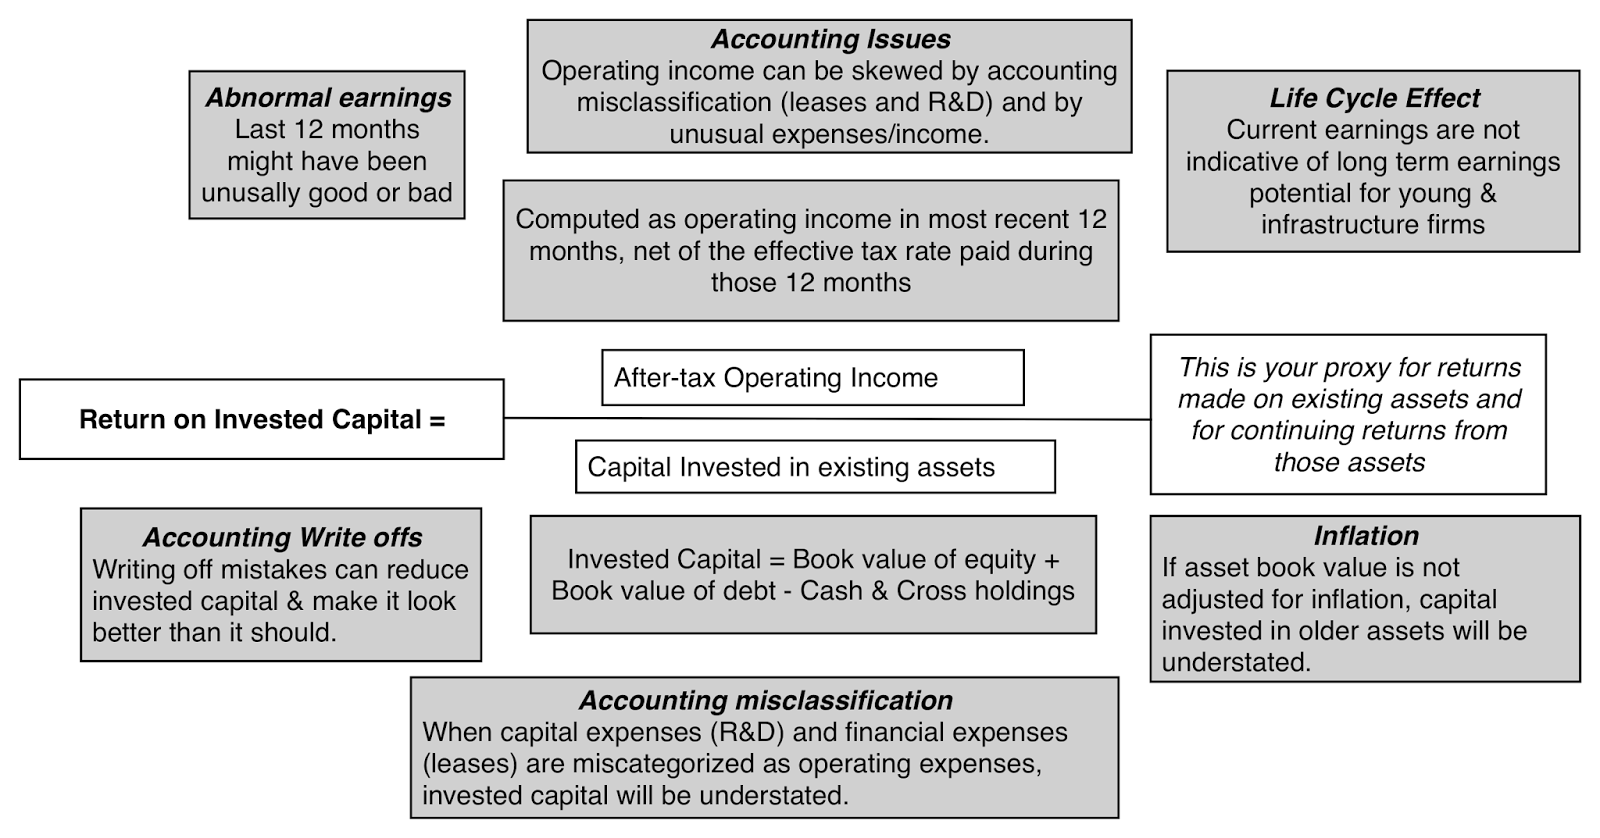 Accounting Issues
Operating income can be skewed by accounting
misclassification (leases and R&D) and by
unusual expenses/income.
Abnormal earnings
Last 12 months
might have been
unusally good or bad
Life Cycle Effect
Current earnings are not
indicative of long term earnings
potential for young &
infrastructure firms
Computed as operating income in most recent 12
months, net of the effective tax rate paid during
those 12 months
Return on Invested Capital =
After-tax Operating Income
Capital Invested in existing assets
This is your proxy for returns
made on existing assets and
for continuing returns from
those assets
Accounting Write offs
Writing off mistakes can reduce
invested capital & make it look
better than it should.
Invested Capital = Book value of equity +
Book value of debt - Cash & Cross holdings
Inflation
If asset book value is not
adjusted for inflation, capital
invested in older assets will be
understated.
Accounting misclassification
When capital expenses (R&D) and financial expenses
(leases) are miscategorized as operating expenses,
invested capital will be understated.